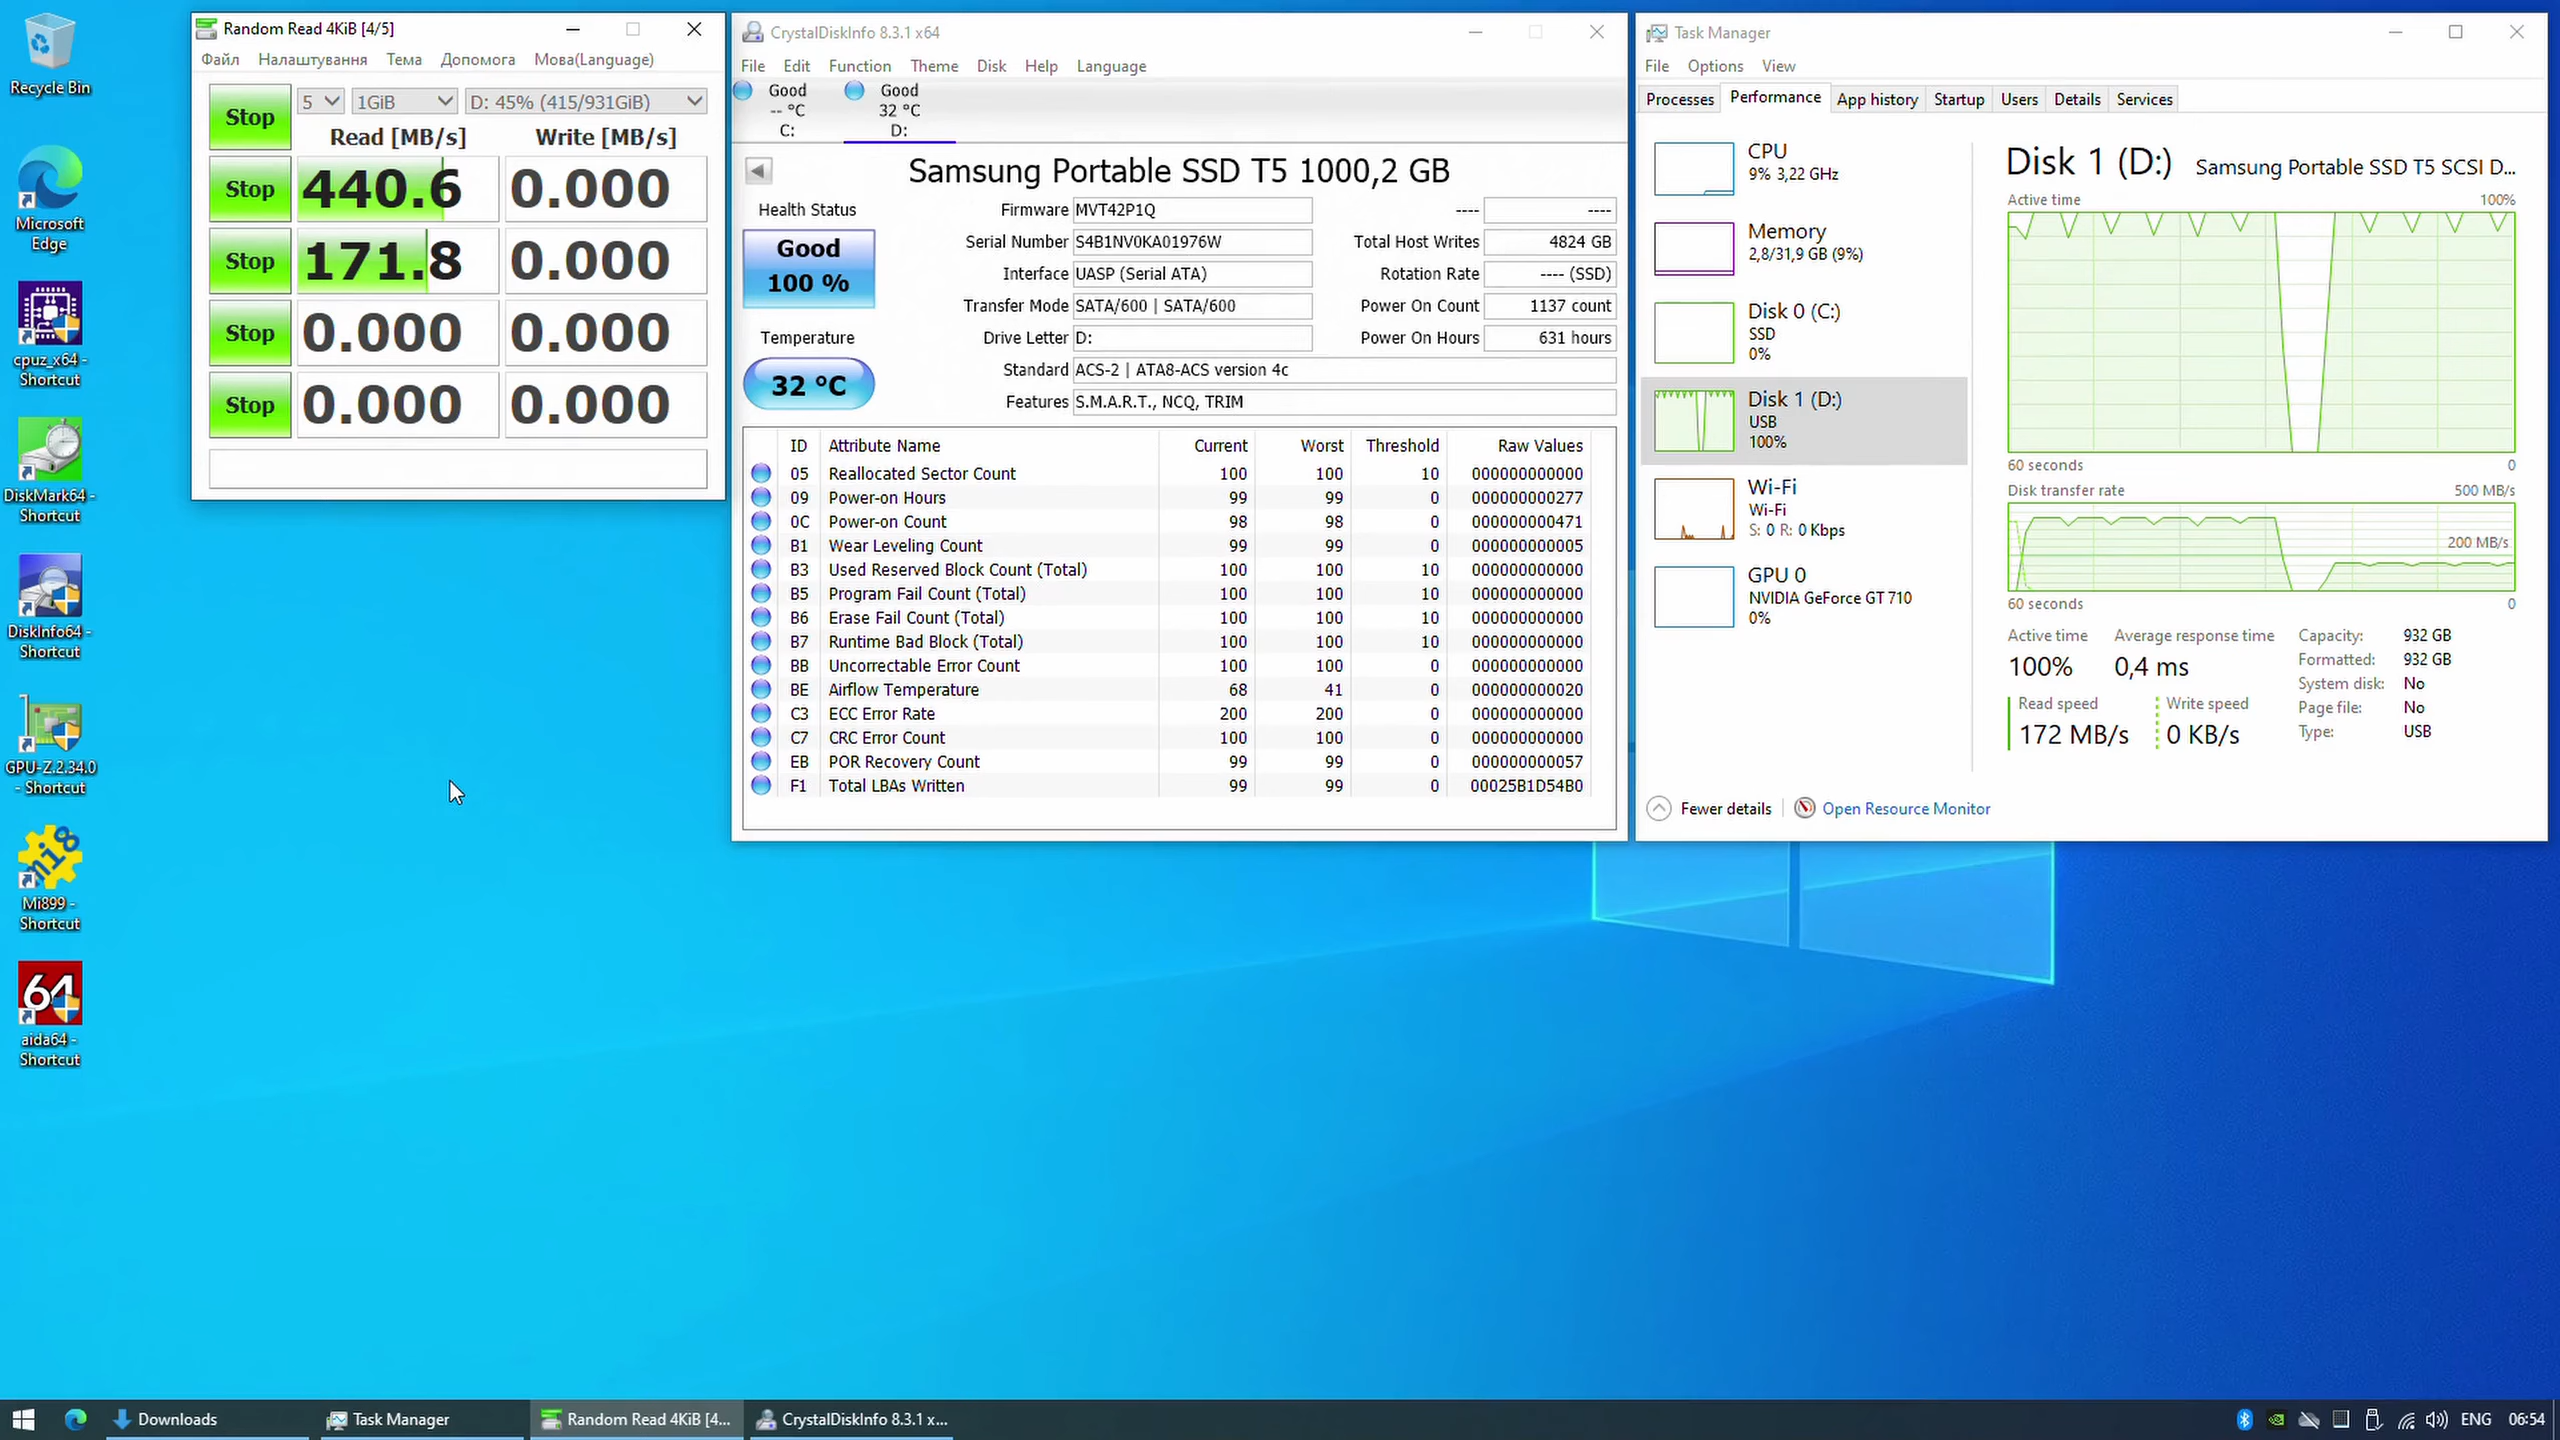 Recycle Bin
Microsoft
Edge
cpuz_x64 -
Shortcut
DiskMark64 -
Shortcut
DiskInfo64 -
Shortcut
GPU-Z.2.34.0
- Shortcut
mi8
Mi899 -
Shortcut
64
aida64 -
Shortcut
Random Read 4KiB [4/5]
Файл Налаштування Тема Допомога Мова(Language)
Stop 5 1GiB D: 45% (415/931GiB)
Read [MB/s] Write [MB/s]
Stop 440.6 0.000
Stop 171.8 0.000
Stop 0.000 0.000
Stop 0.000 0.000
CrystalDiskInfo 8.3.1 x64
File Edit Function Theme Disk Help Language
Good Good
-- °C 32 °C
C: D:
Samsung Portable SSD T5 1000,2 GB
Health Status
Good
100 %
Temperature
32 °C
Firmware MVT42P1Q ---- ----
Serial Number S4B1NV0KA01976W Total Host Writes 4824 GB
Interface UASP (Serial ATA) Rotation Rate ---- (SSD)
Transfer Mode SATA/600 | SATA/600 Power On Count 1137 count
Drive Letter D: Power On Hours 631 hours
Standard ACS-2 | ATA8-ACS version 4c
Features S.M.A.R.T., NCQ, TRIM
ID Attribute Name Current Worst Threshold Raw Values
05 Reallocated Sector Count 100 100 10 000000000000
09 Power-on Hours 99 99 0 000000000277
0C Power-on Count 98 98 0 000000000471
B1 Wear Leveling Count 99 99 0 000000000005
B3 Used Reserved Block Count (Total) 100 100 10 000000000000
B5 Program Fail Count (Total) 100 100 10 000000000000
B6 Erase Fail Count (Total) 100 100 10 000000000000
B7 Runtime Bad Block (Total) 100 100 10 000000000000
BB Uncorrectable Error Count 100 100 0 000000000000
BE Airflow Temperature 68 41 0 000000000020
C3 ECC Error Rate 200 200 0 000000000000
C7 CRC Error Count 100 100 0 000000000000
EB POR Recovery Count 99 99 0 000000000057
F1 Total LBAs Written 99 99 0 00025B1D54B0
Task Manager
File Options View
Processes Performance App history Startup Users Details Services
CPU
9% 3,22 GHz
Memory
2,8/31,9 GB (9%)
Disk 0 (C:)
SSD
0%
Disk 1 (D:)
USB
100%
Wi-Fi
Wi-Fi
S: 0 R: 0 Kbps
GPU 0
NVIDIA GeForce GT 710
0%
Disk 1 (D:) Samsung Portable SSD T5 SCSI D...
Active time 100%
60 seconds 0
Disk transfer rate 500 MB/s
200 MB/s
60 seconds 0
Active time Average response time
100% 0,4 ms
Read speed Write speed
172 MB/s 0 KB/s
Capacity: 932 GB
Formatted: 932 GB
System disk: No
Page file: No
Type: USB
Fewer details Open Resource Monitor
Downloads Task Manager Random Read 4KiB [4... CrystalDiskInfo 8.3.1 x... ENG 06:54